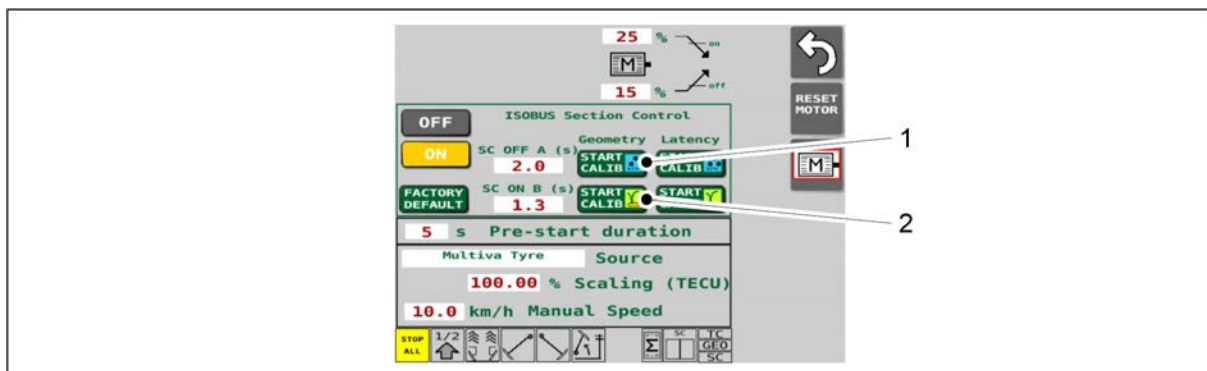 25 %
on
M
15 %
off
RESET
MOTOR
OFF
ISOBUS Section Control
Geometry Latency
ON
SC OFF A (s)
START
CALIB
CALIB
2.0
1
M
FACTORY
DEFAULT
SC ON B (s)
START
CALIB
START
1.3
2
5 s Pre-start duration
Multiva Tyre Source
100.00 % Scaling (TECU)
10.0 km/h Manual Speed
STOP
ALL
1/2
Σ
SC
TC
GEO
SC